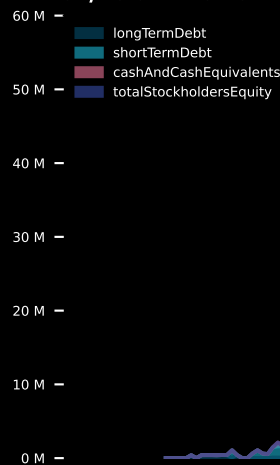 60 M
longTermDebt
shortTermDebt
cashAndCashEquivalents
50 M
totalStockholdersEquity
40 M
30 M
20 M
10 M
0 M